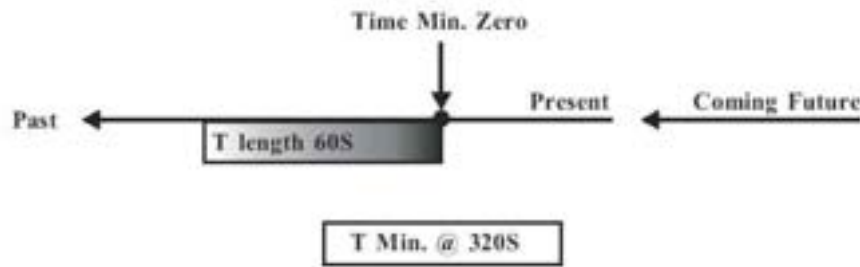 Time Min. Zero
Past
Present
Coming Future
T length 60S
T Min. @ 320S